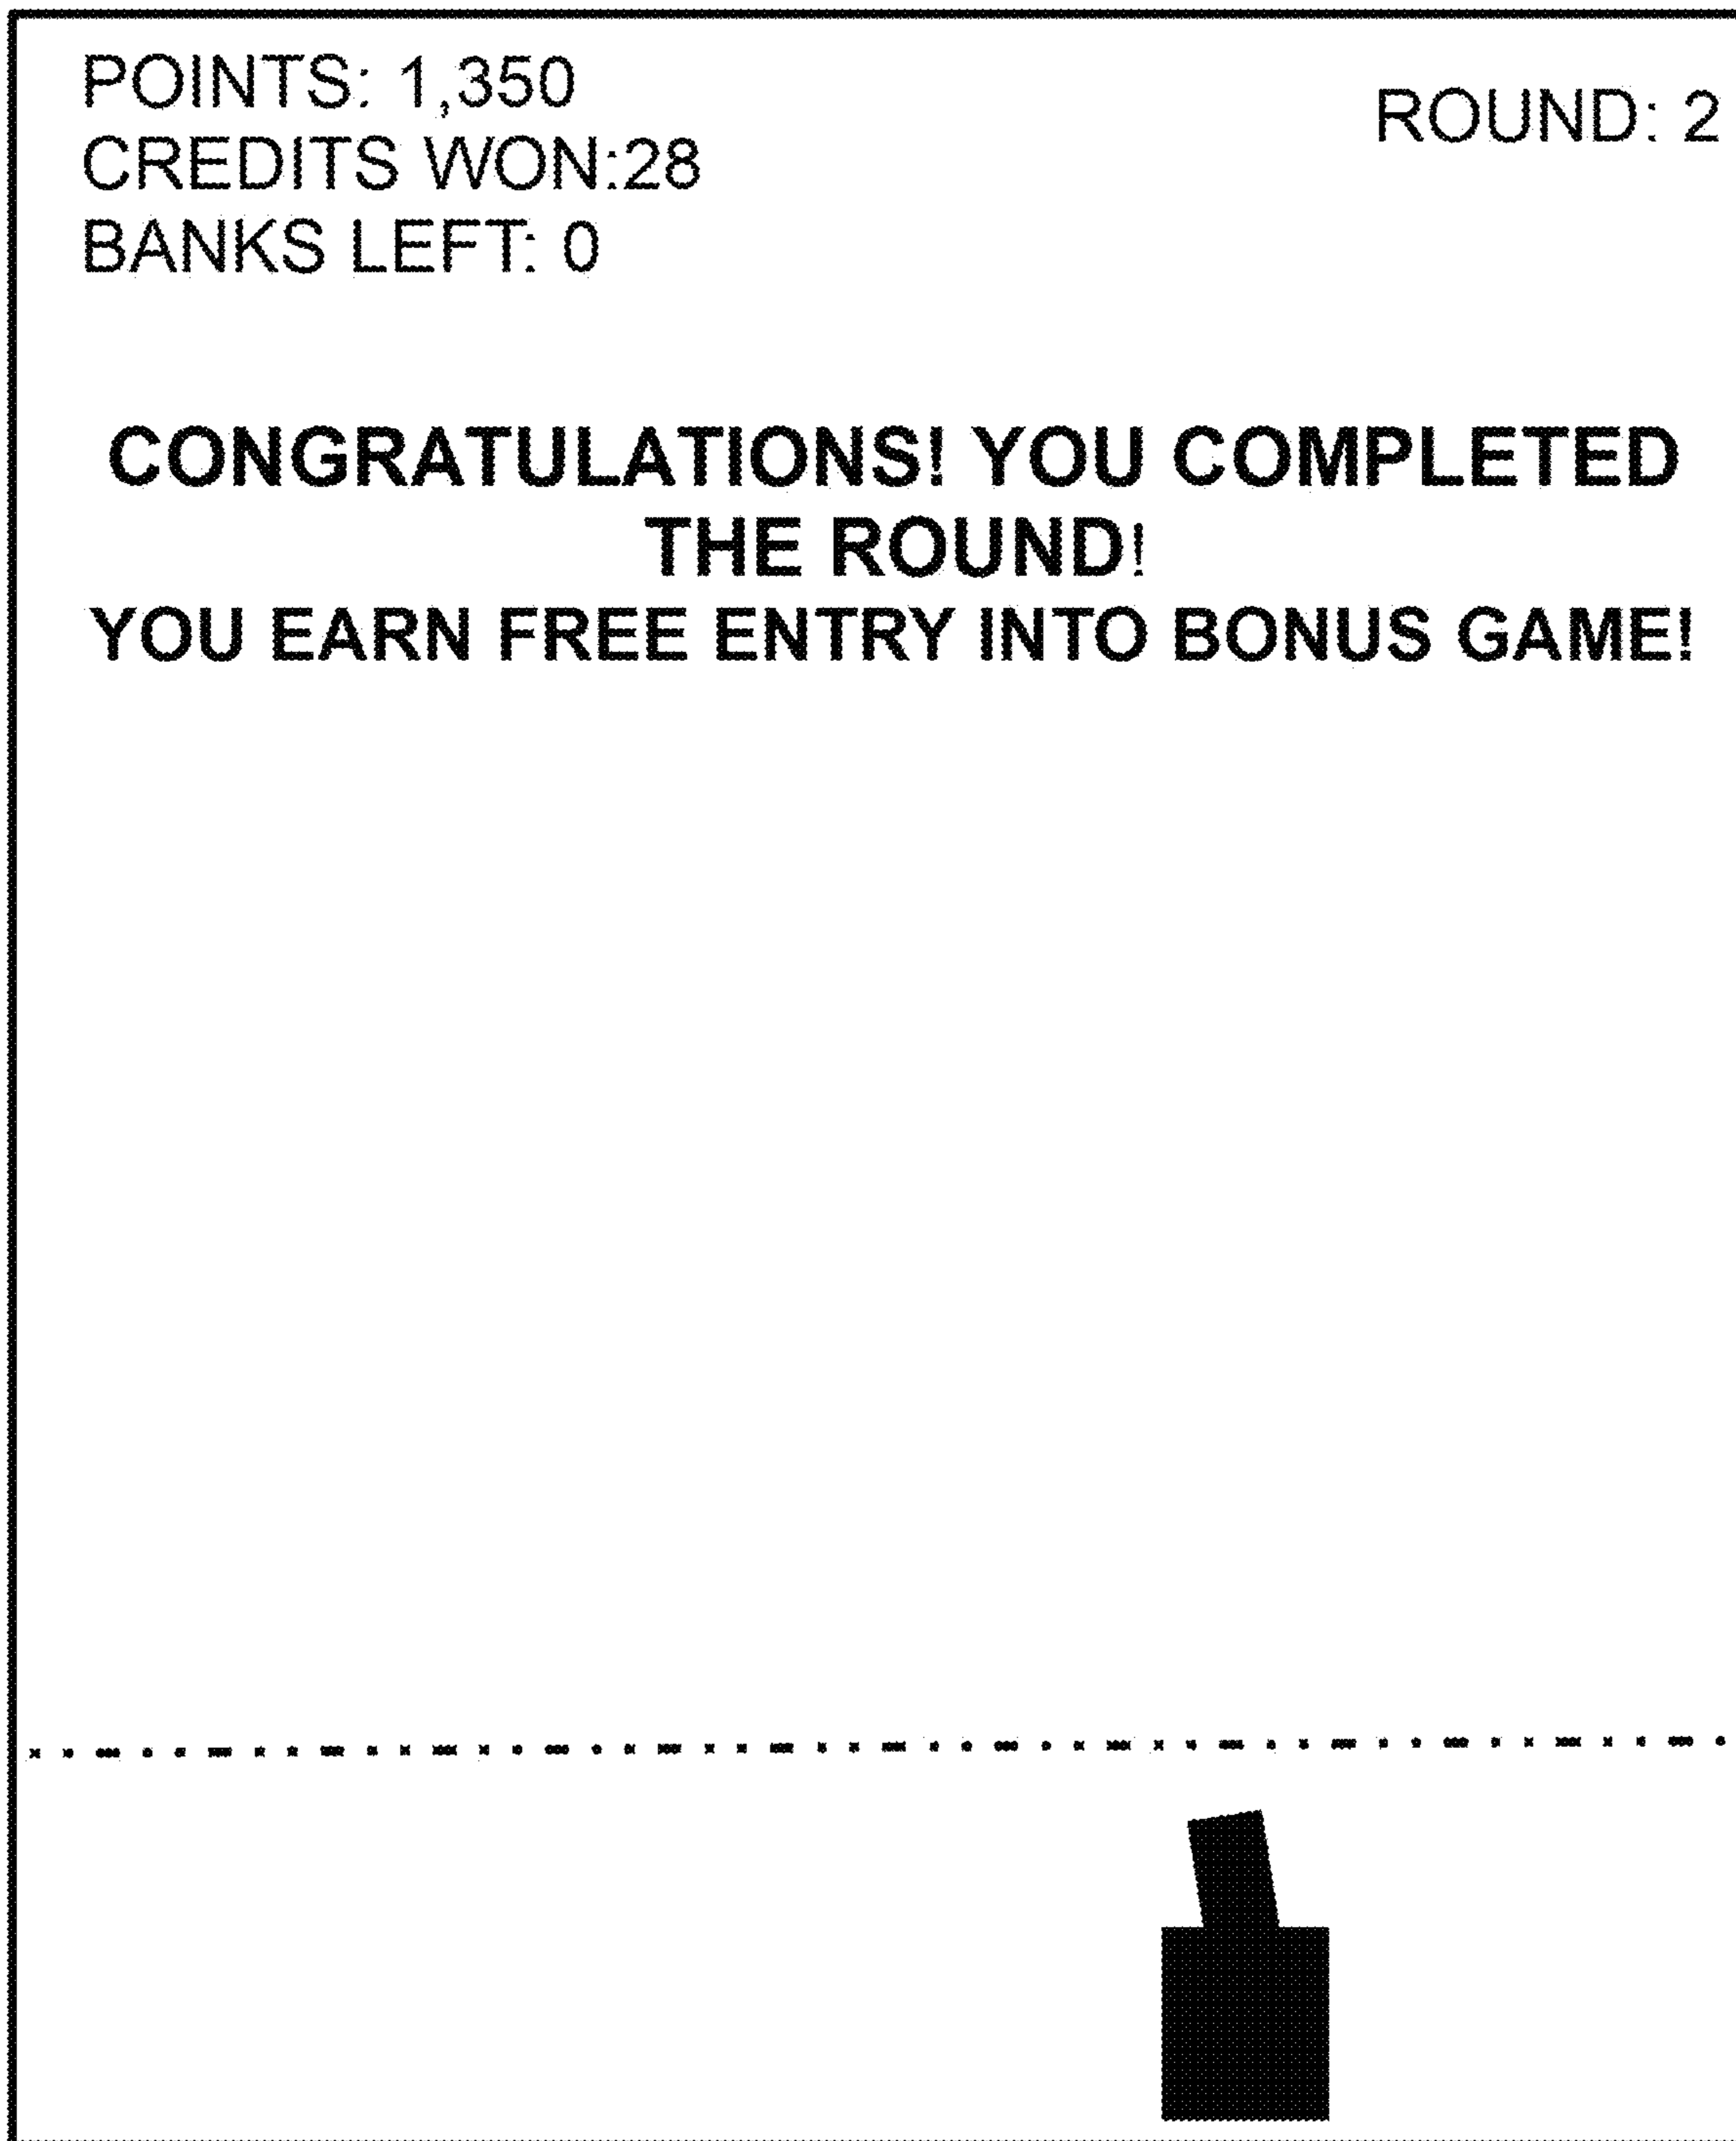 POINTS: 1,350
ROUND: 2
CREDITS WON:28
BANKS LEFT: 0
CONGRATULATIONS! YOU COMPLETED
THE ROUND!
YOU EARN FREE ENTRY INTO BONUS GAME!